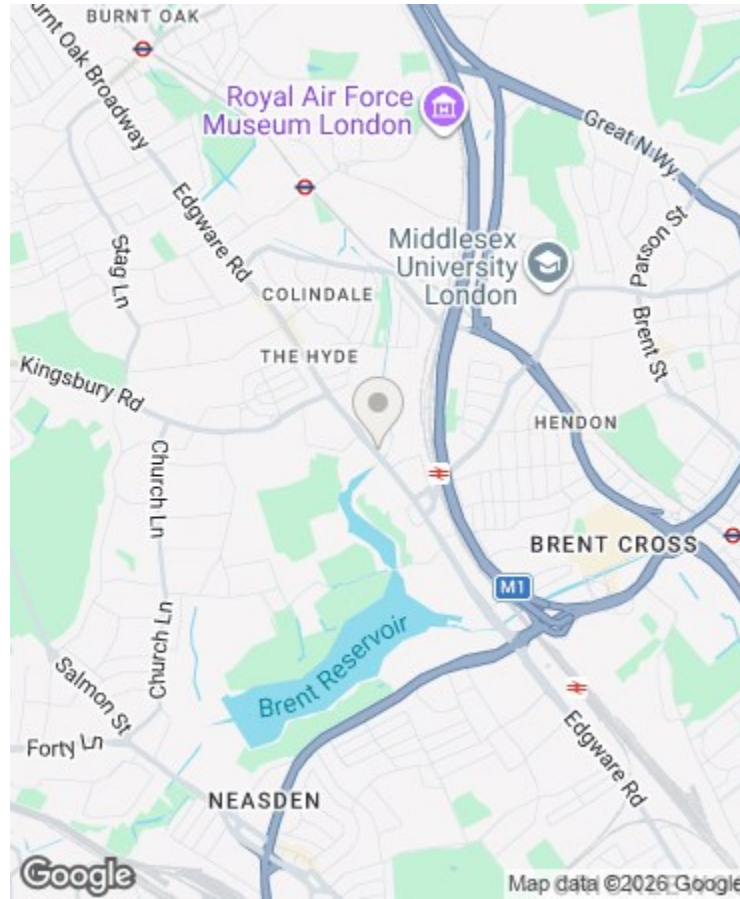 BURNT OAK
urnt Oak Broadway
Royal Air Force
Museum London
Great N Wy.
Edgware Rd
Stag Ln
Middlesex
University
London
Parson St
COLINDALE
Brent St
THE HYDE
Kingsbury Rd
HENDON
Church Ln
BRENT CROSS
M1
Church Ln
Brent Reservoir
Salmon St
Forty Ln
Edgware Rd
NEASDEN
Google
Map data ©2026 Google